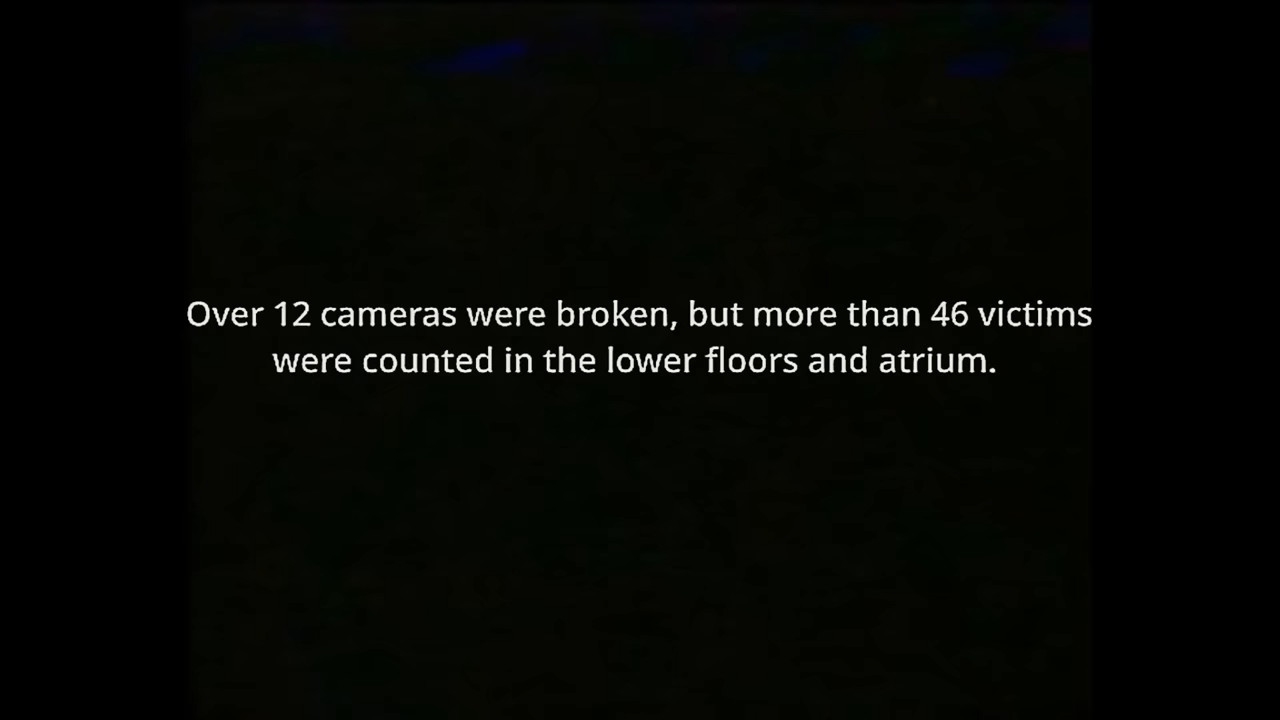 Over 12 cameras were broken, but more than 46 victims
were counted in the lower floors and atrium.